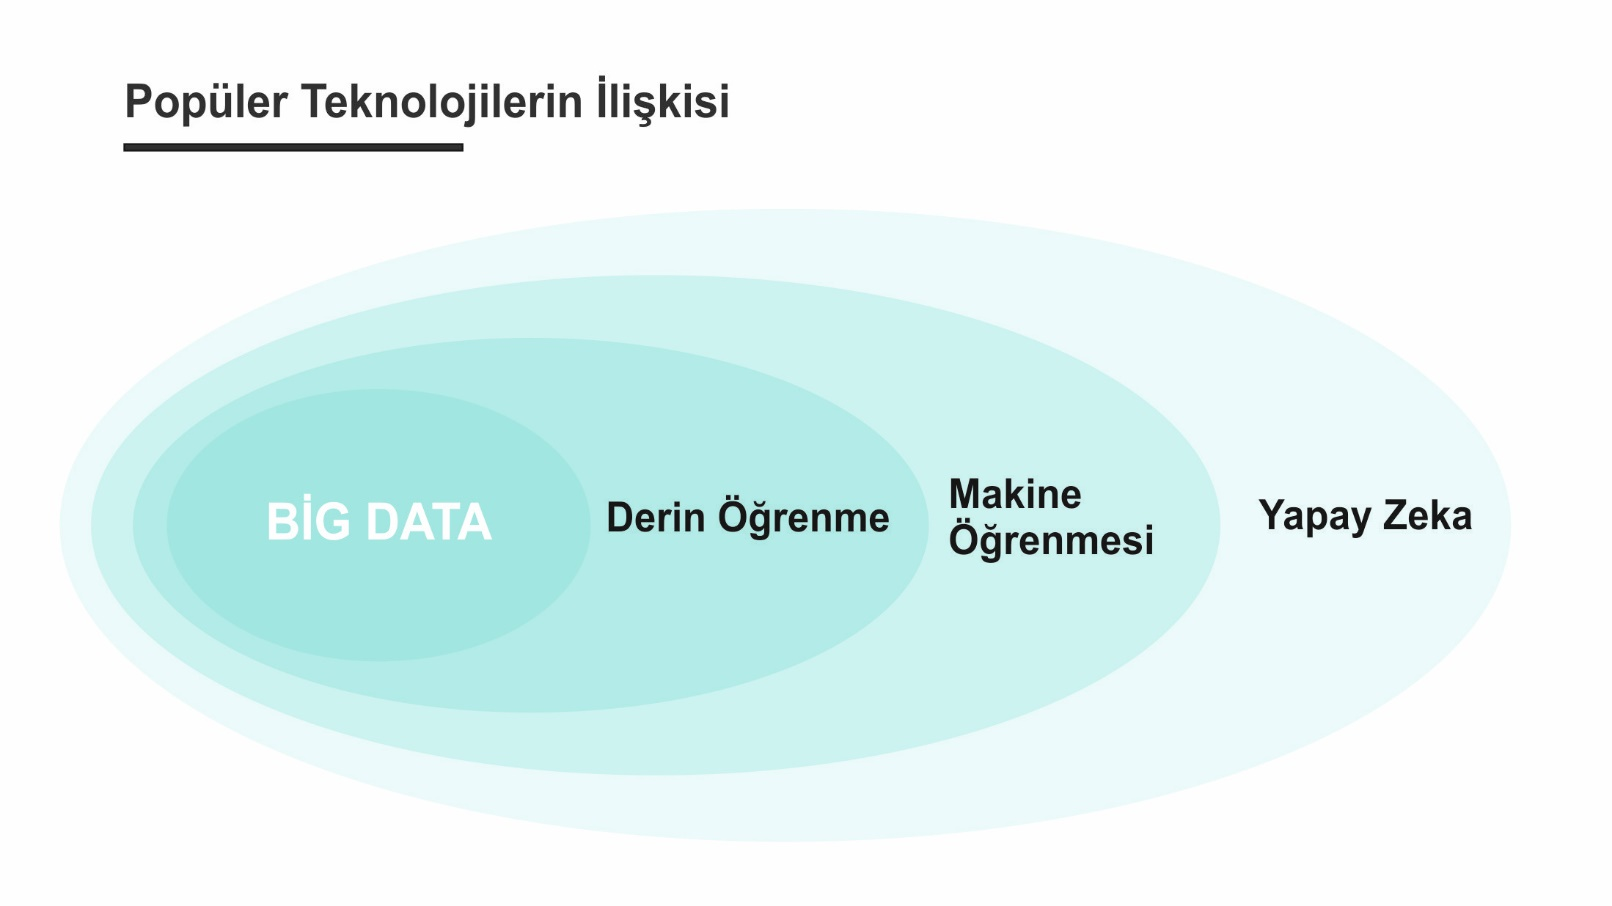 Popüler Teknolojilerin İlişkisi
BİG DATA
Derin Öğrenme
Makine
Öğrenmesi
Yapay Zeka